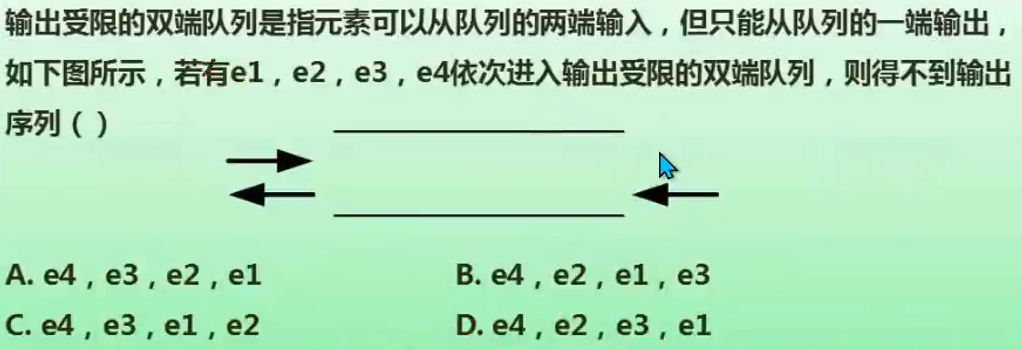 输出受限的双端队列是指元素可以从队列的两端输入，但只能从队列的一端输出，
如下图所示，若有e1，e2，e3，e4依次进入输出受限的双端队列，则得不到输出
序列（ ）
A. e4，e3，e2，e1 B. e4，e2，e1，e3
C. e4，e3，e1，e2 D. e4，e2，e3，e1